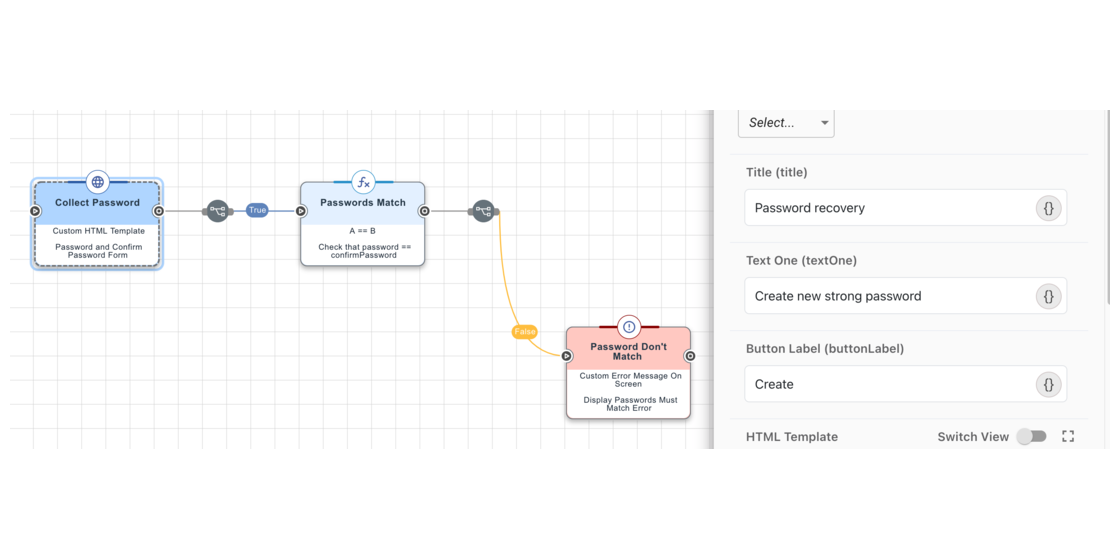 Select...
Title (title)
Password recovery
{}
Text One (textOne)
Create new strong password
{}
Button Label (buttonLabel)
Create
{}
HTML Template
Switch View
Collect Password
Custom HTML Template
Password and Confirm
Password Form
True
fx
Passwords Match
A == B
Check that password ==
confirmPassword
False
Password Don't
Match
Custom Error Message On
Screen
Display Passwords Must
Match Error